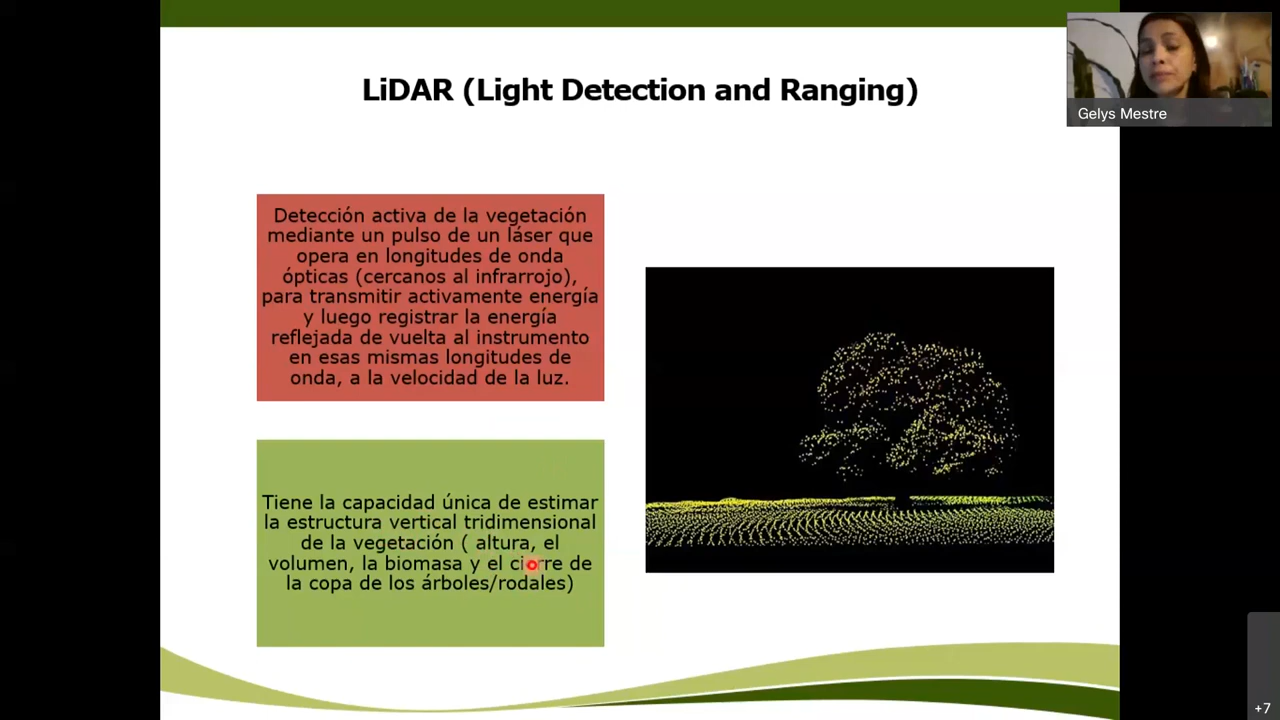 LiDAR (Light Detection and Ranging)
Gelys Mestre
Detección activa de la vegetación
mediante un pulso de un láser que
opera en longitudes de onda
ópticas (cercanos al infrarrojo),
para transmitir activamente energía
y luego registrar la energía
reflejada de vuelta al instrumento
en esas mismas longitudes de
onda, a la velocidad de la luz.
Tiene la capacidad única de estimar
la estructura vertical tridimensional
de la vegetación ( altura, el
volumen, la biomasa y el cierre de
la copa de los árboles/rodales)
+7